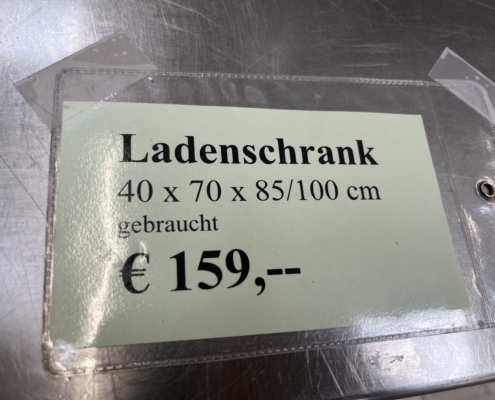 Ladenschrank
40 x 70 x 85/100 cm
gebraucht
€ 159,--